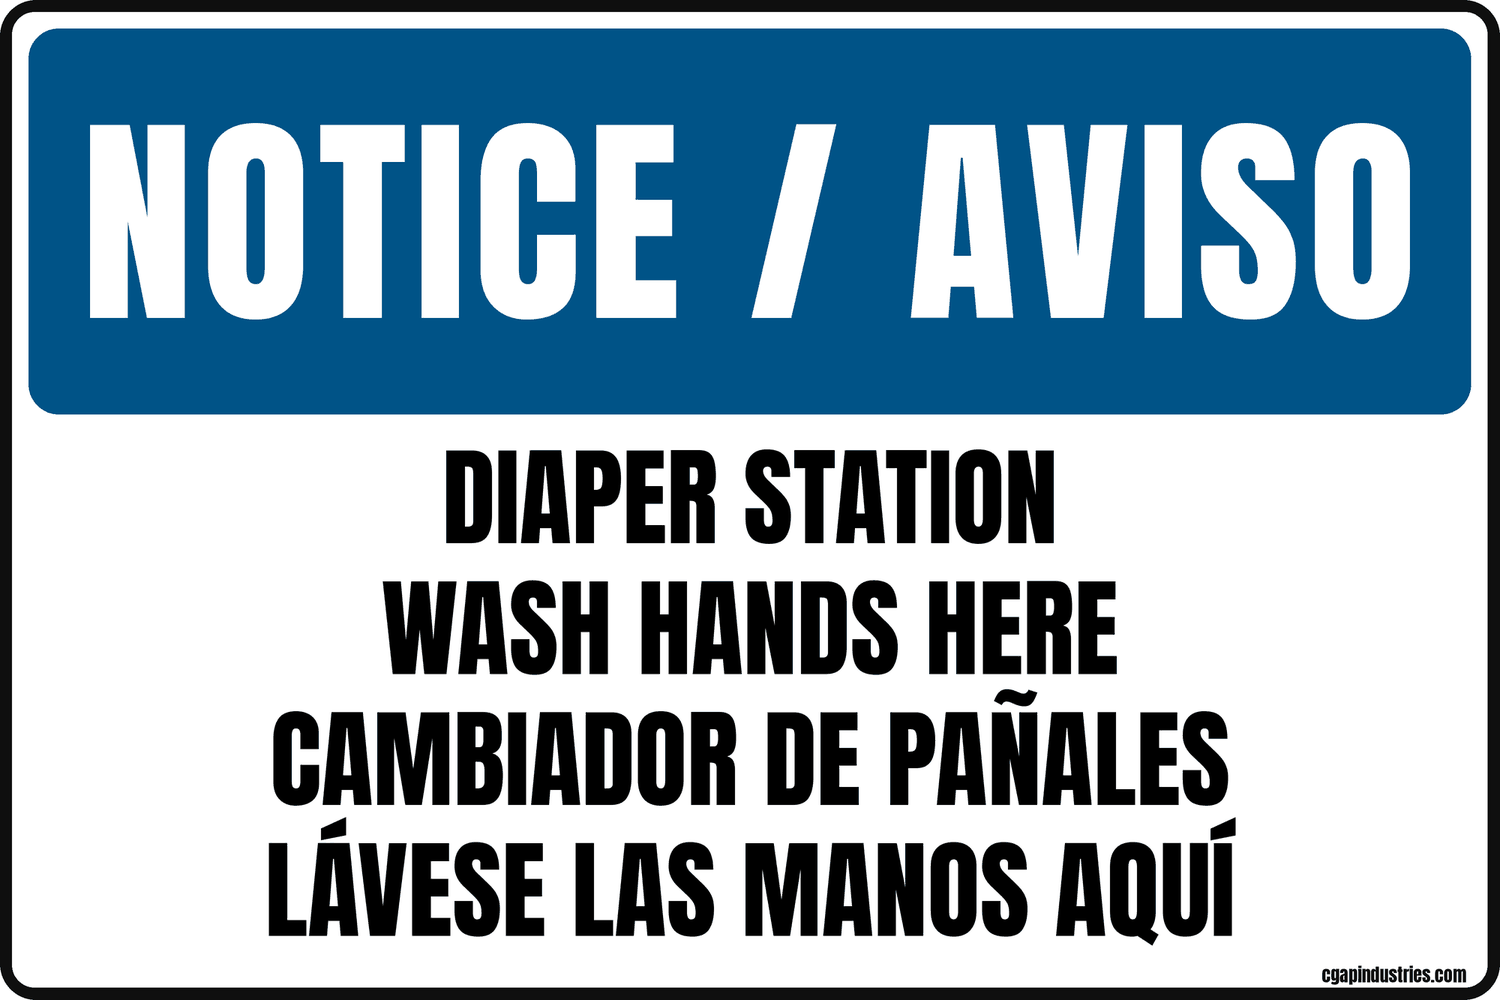 NOTICE / AVISO
DIAPER STATION
WASH HANDS HERE
CAMBIADOR DE PAÑALES
LÁVESE LAS MANOS AQUÍ
cgapindustries.com